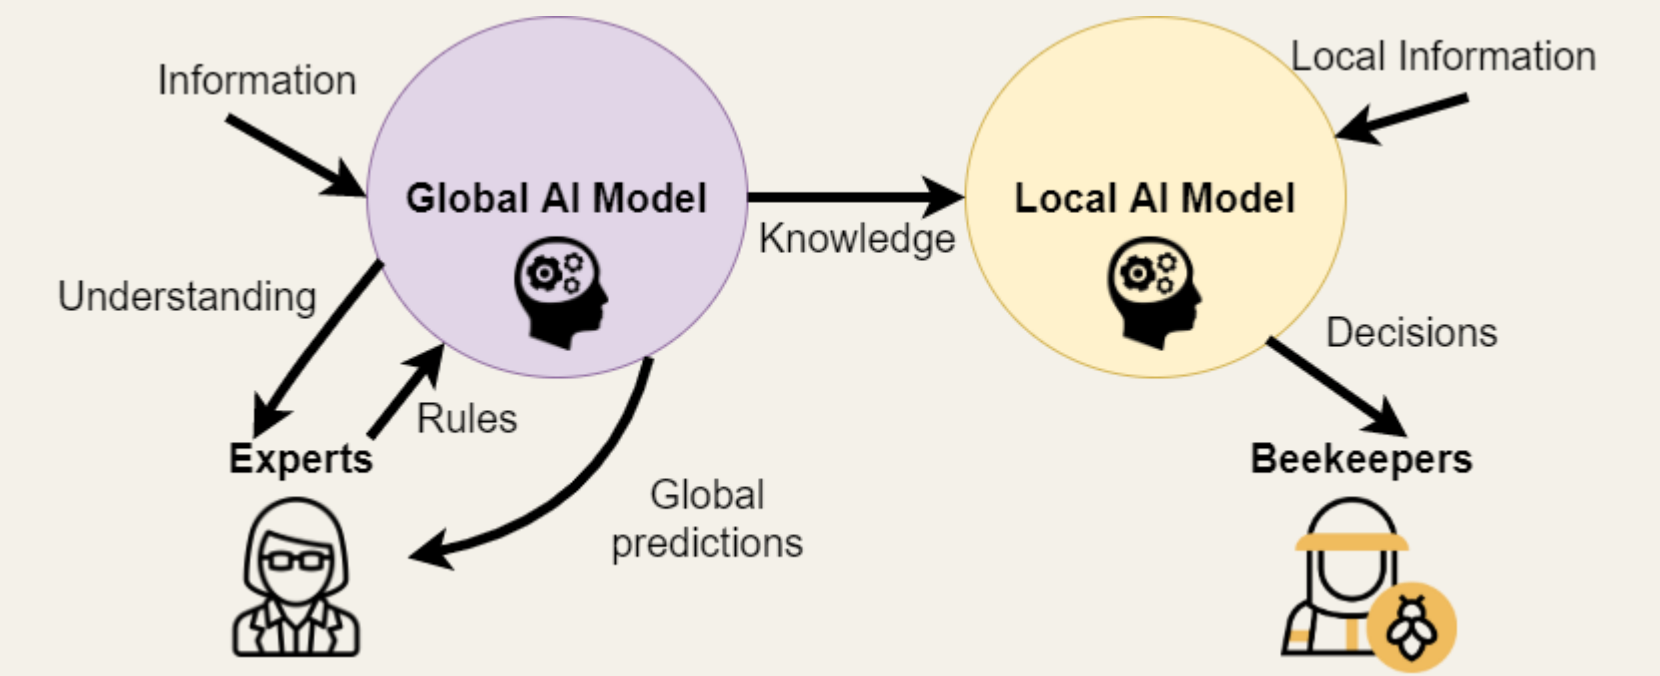 Information
Global AI Model
Knowledge
Local AI Model
Local Information
Understanding
Rules
Experts
Global
predictions
Decisions
Beekeepers